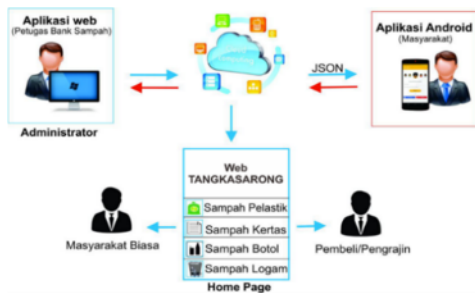 Aplikasi web
(Petugas Bank Sampah)
Administrator
JSON
Aplikasi Android
(Masyarakat)
Web
TANGKASARONG
Sampah Pelastik
Sampah Kertas
Sampah Botol
Sampah Logam
Home Page
Masyarakat Biasa
Pembeli/Pengrajin